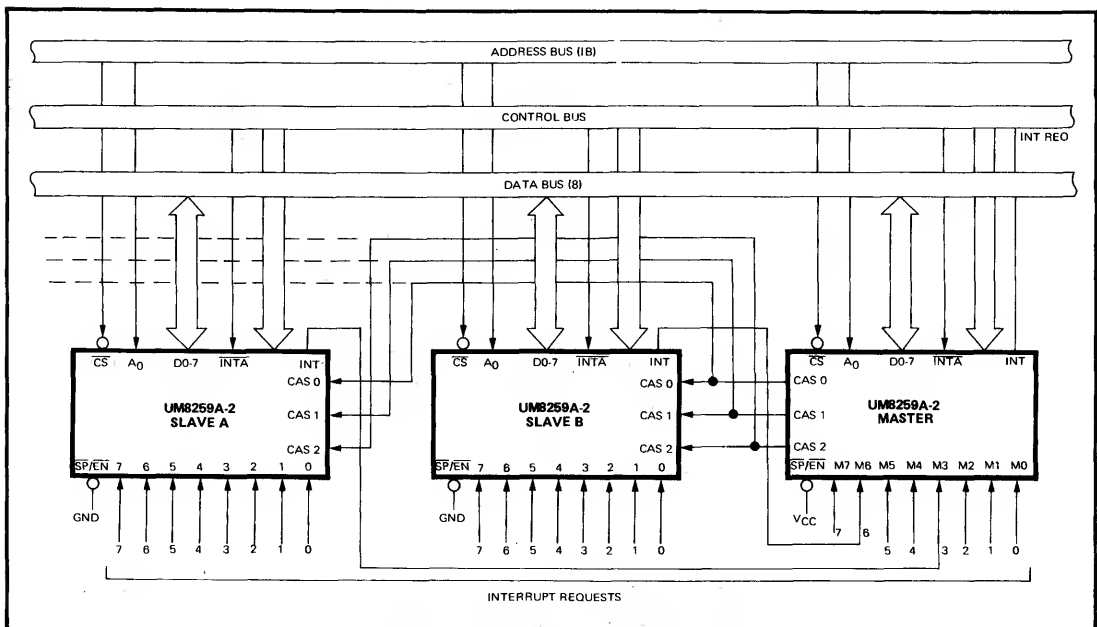 ADDRESS BUS (IB)
CONTROL BUS
INT REO
DATA BUS (8)
CS A0 D0-7 INTA INT
CAS 0
CAS 1
CAS 2
UM8259A-2
SLAVE A
SP/EN 7 6 5 4 3 2 1 0
GND
7 6 5 4 3 2 1 0
CS A0 D0-7 INTA INT
CAS 0
CAS 1
CAS 2
UM8259A-2
SLAVE B
SP/EN 7 6 5 4 3 2 1 0
GND
7 6 5 4 3 2 1 0
CS A0 D0-7 INTA INT
CAS 0
CAS 1
CAS 2
UM8259A-2
MASTER
SP/EN M7 M6 M5 M4 M3 M2 M1 M0
VCC
7 6 5 4 3 2 1 0
INTERRUPT REQUESTS